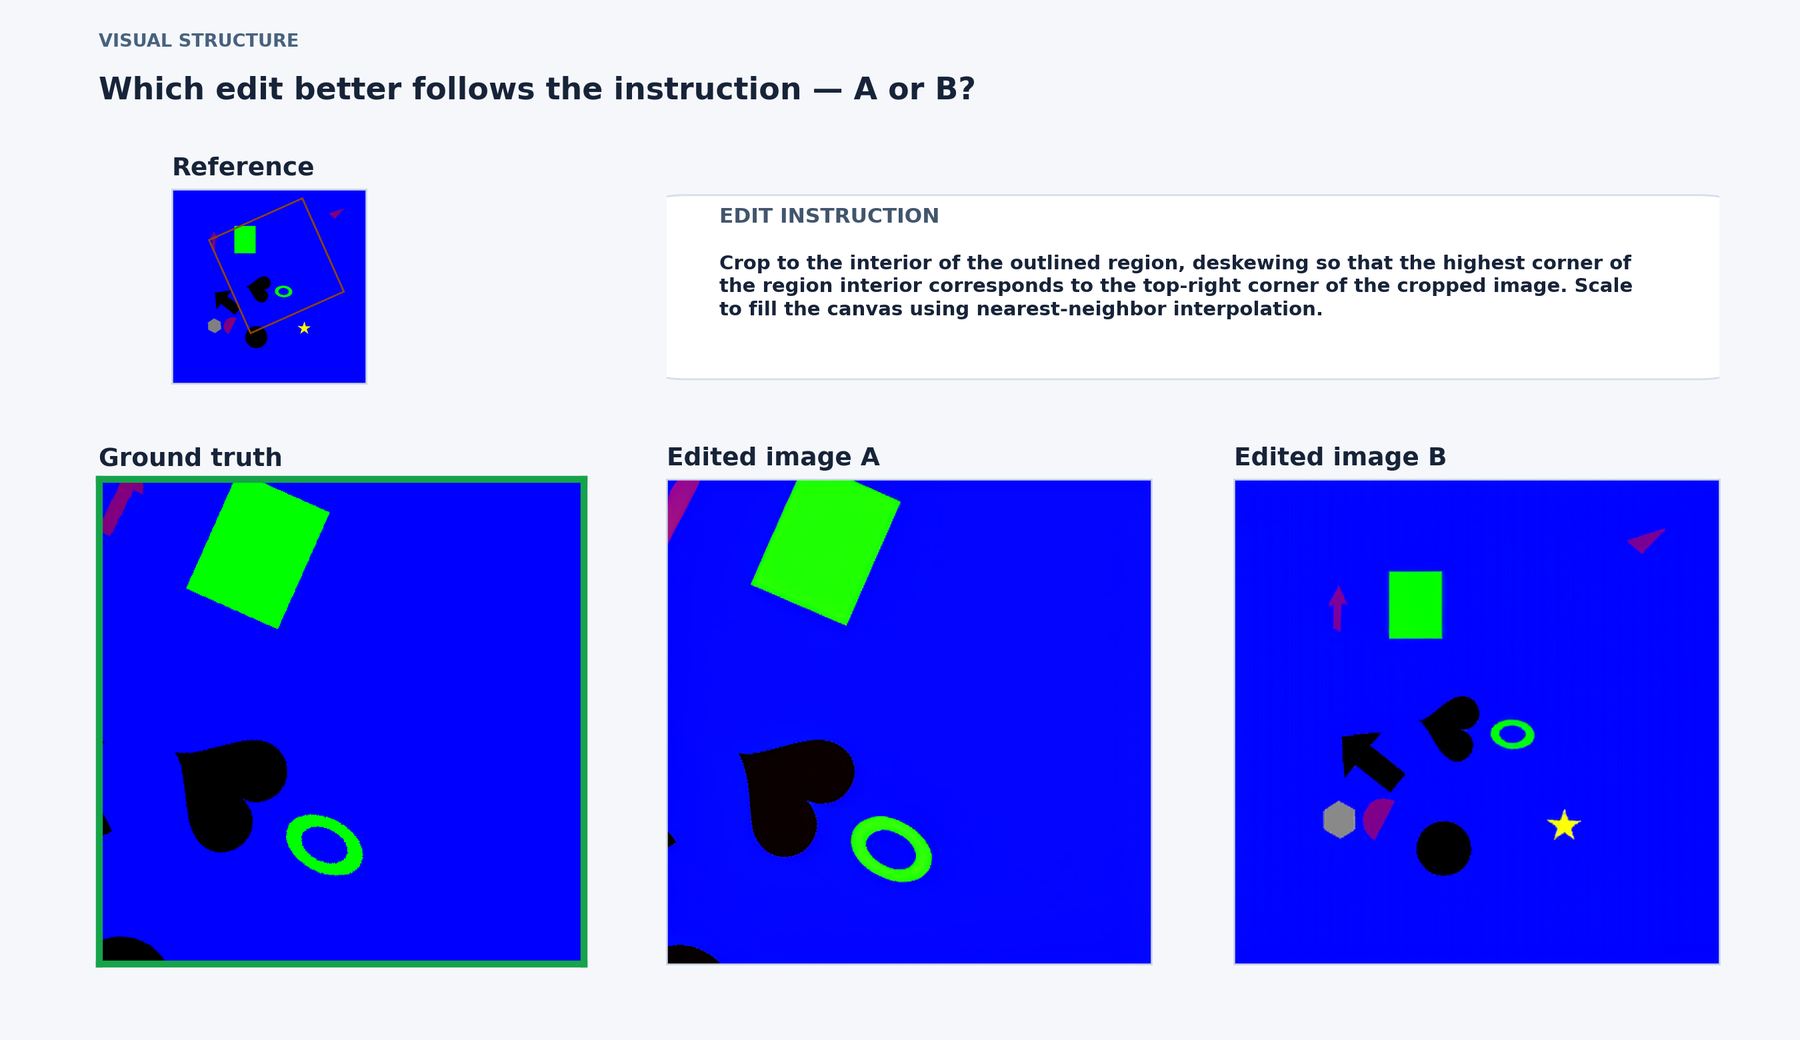 VISUAL STRUCTURE
Which edit better follows the instruction — A or B?
Reference
EDIT INSTRUCTION
Crop to the interior of the outlined region, deskewing so that the highest corner of
the region interior corresponds to the top-right corner of the cropped image. Scale
to fill the canvas using nearest-neighbor interpolation.
Ground truth
Edited image A
Edited image B